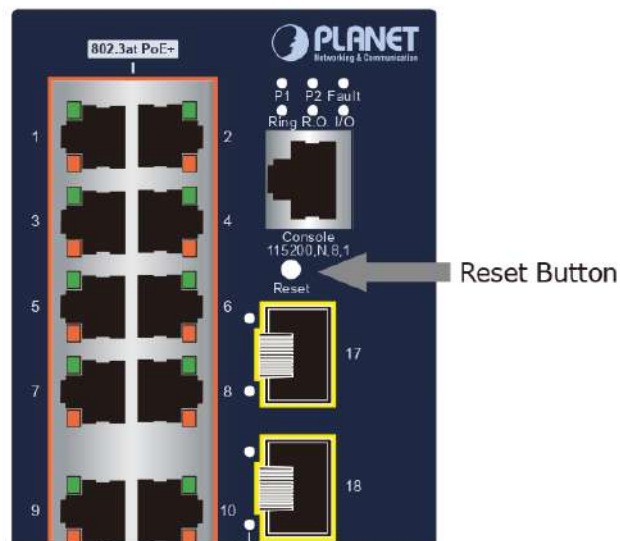 802.3at PoE+
PLANET
Networking & Communication
P1 P2 Fault
Ring R.O. I/O
1 2
3 4
5 6
7 8
9 10
Console
115200,N,8,1
Reset
Reset Button
17
18